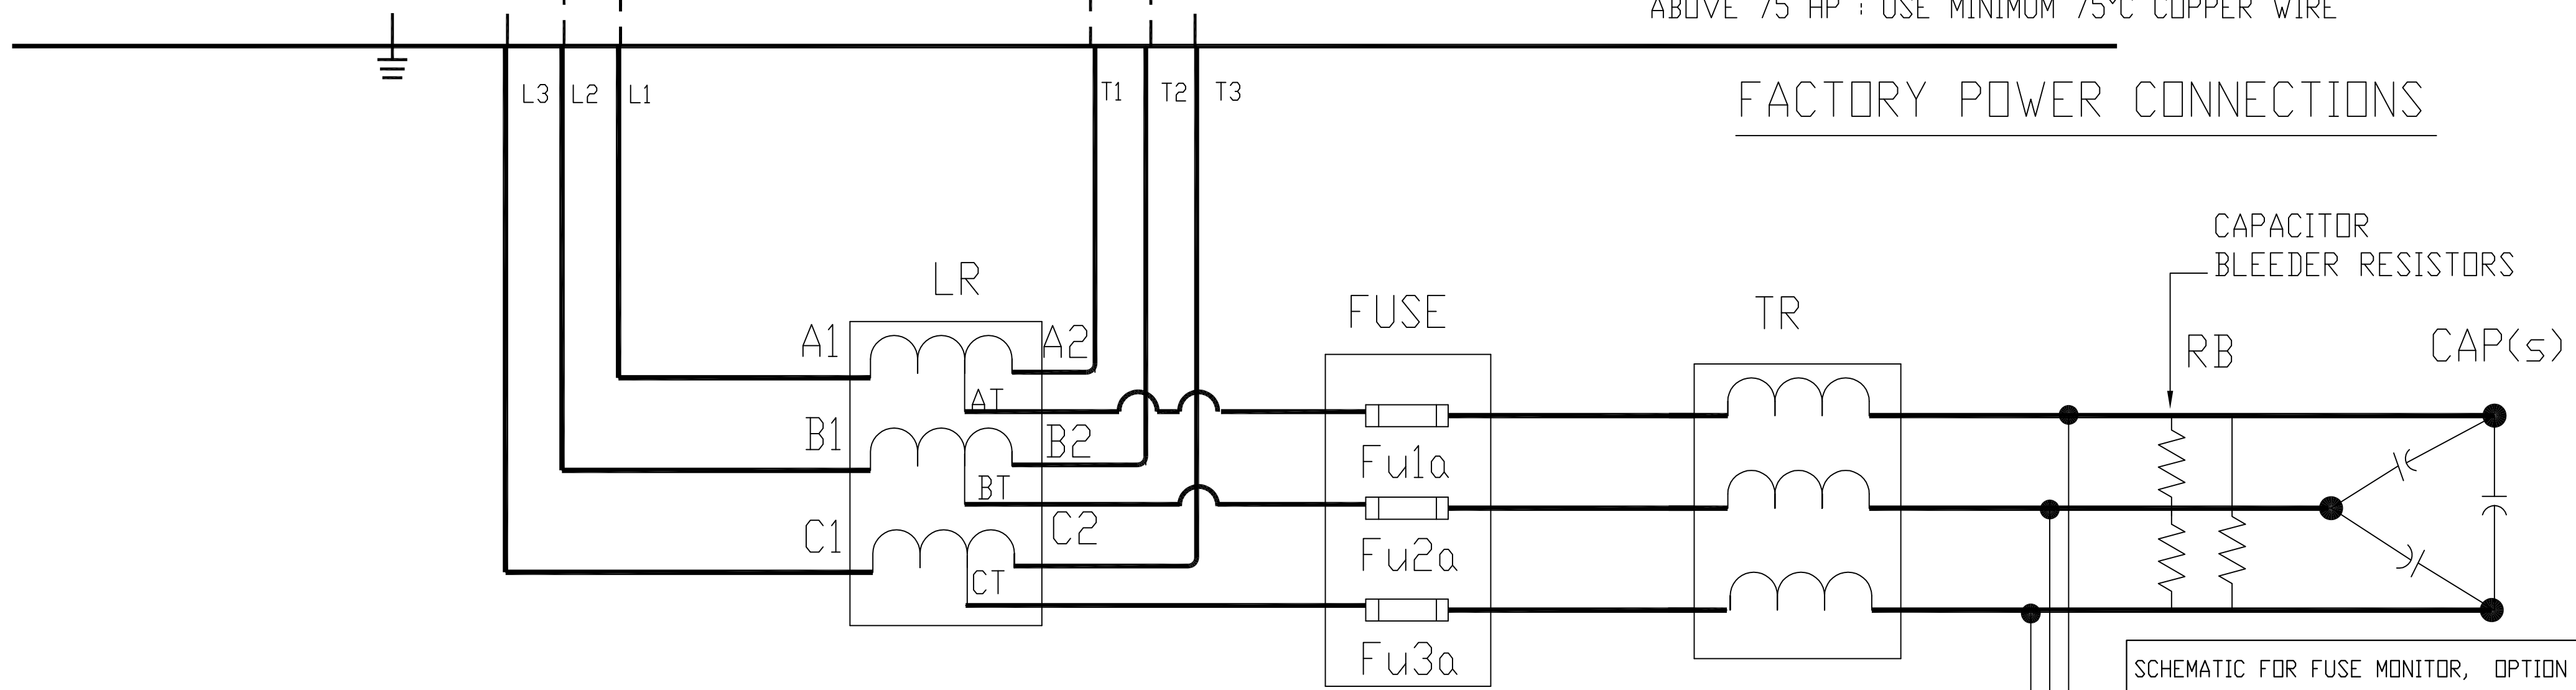 ABOVE 75 HP : USE MINIMUM 75°C COPPER WIRE
L3 L2 L1 T1 T2 T3
FACTORY POWER CONNECTIONS
CAPACITOR
BLEEDER RESISTORS
LR
FUSE
TR
RB
CAP(s)
A1 A2
AT
B1 B2
BT
C1 C2
CT
Fu1a
Fu2a
Fu3a
SCHEMATIC FOR FUSE MONITOR, OPTION